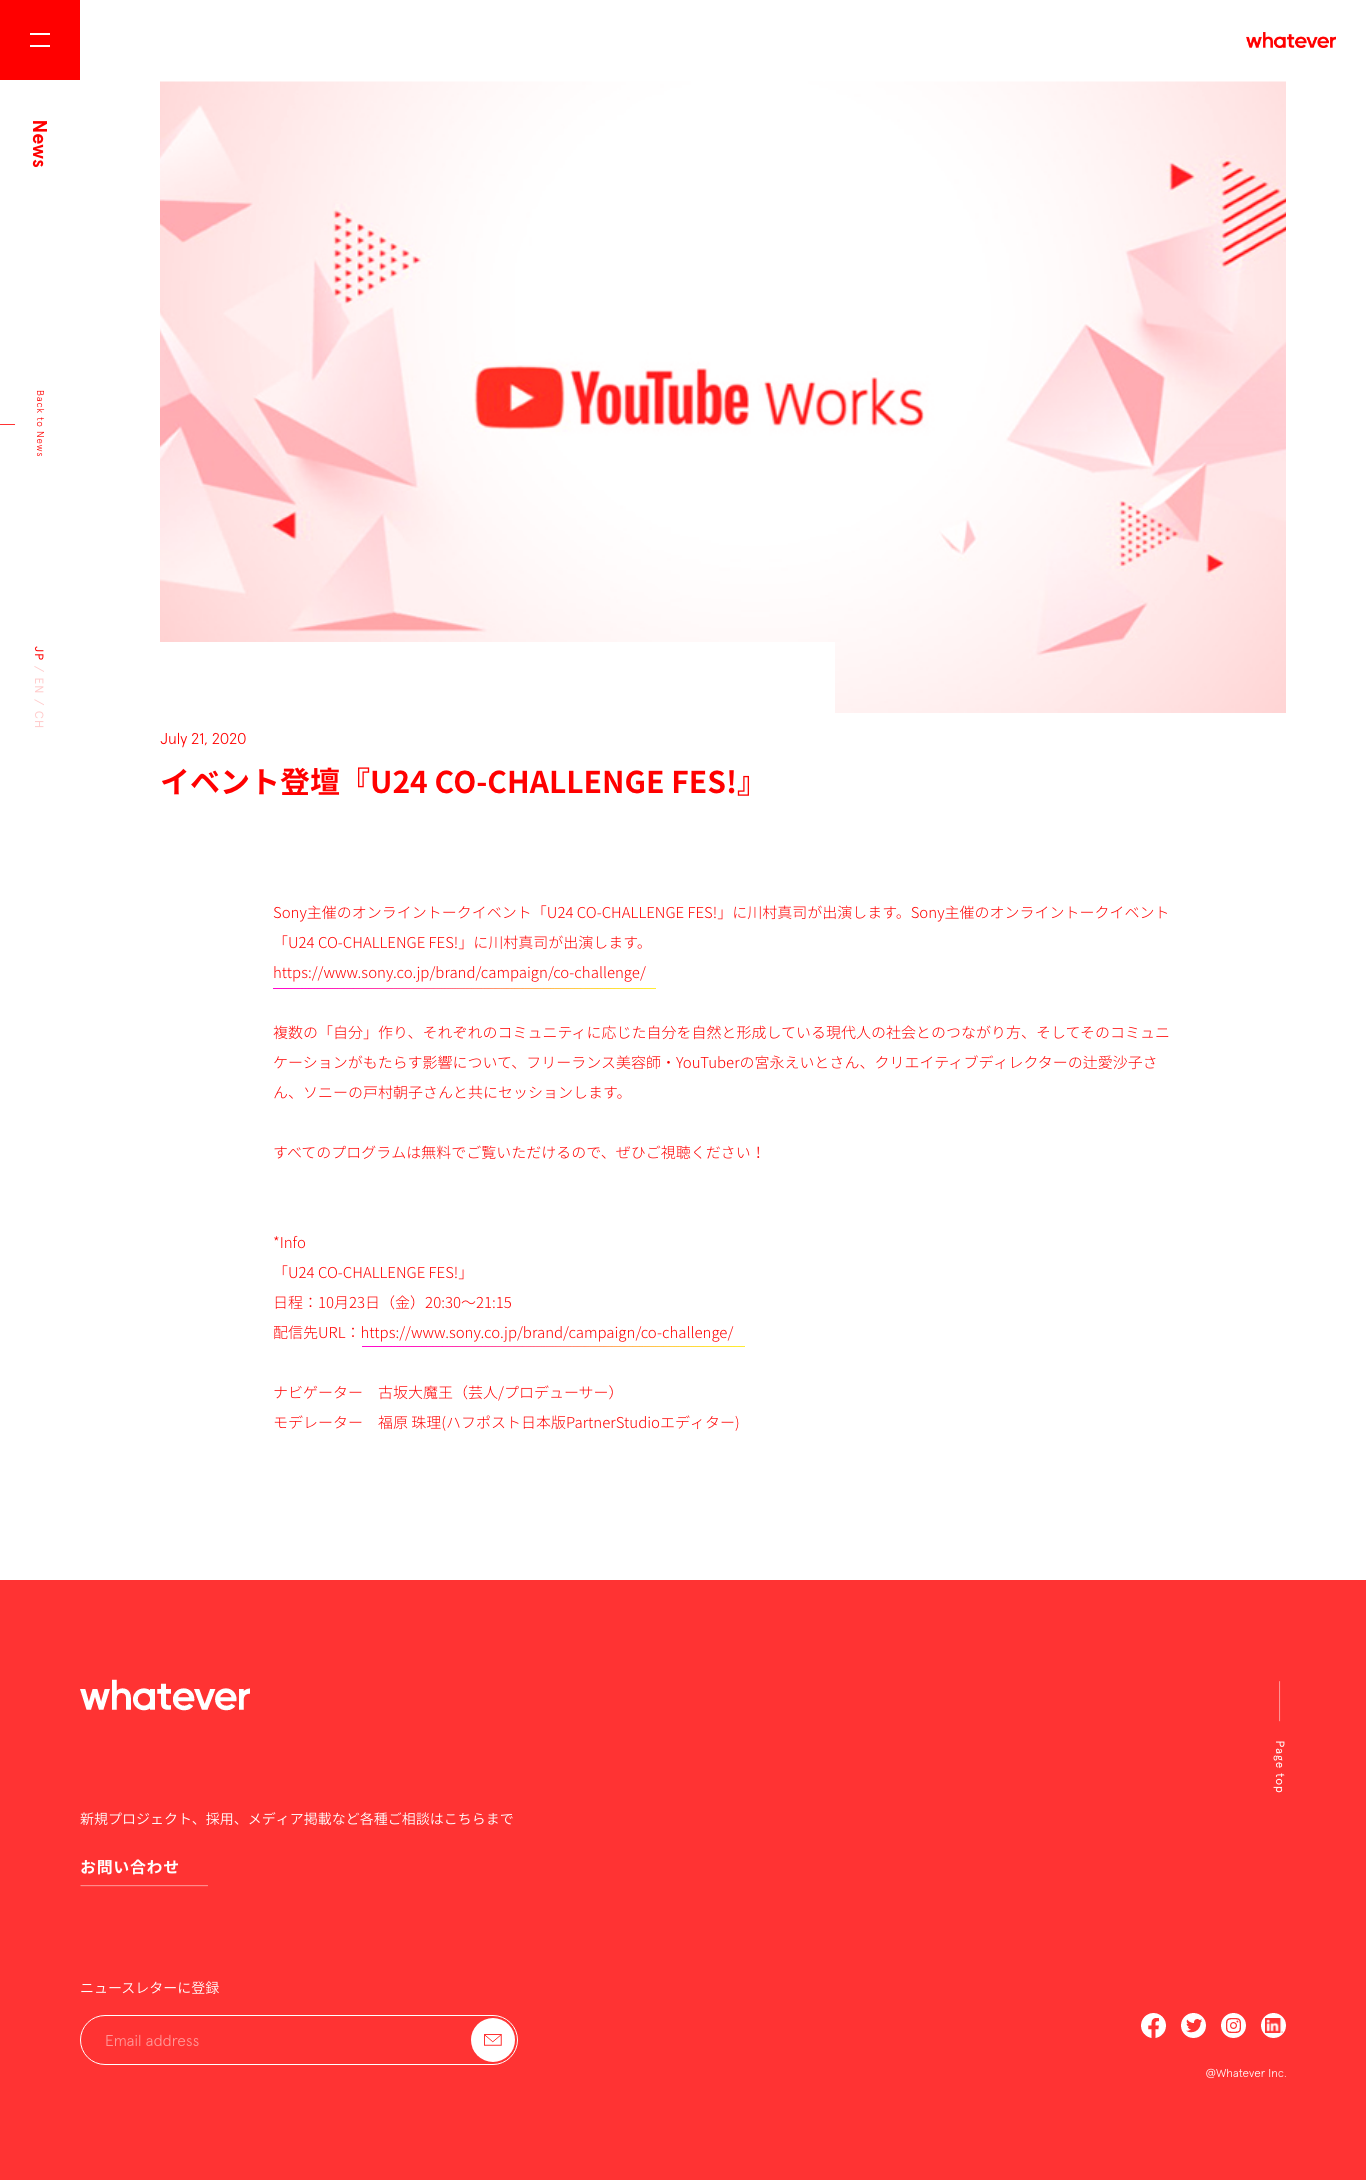 whatever
News
YouTube Works
Back to News
JP / EN / CH
July 21, 2020
イベント登壇『U24 CO-CHALLENGE FES!』
Sony主催のオンライントークイベント「U24 CO-CHALLENGE FES!」に川村真司が出演します。Sony主催のオンライントークイベント
「U24 CO-CHALLENGE FES!」に川村真司が出演します。
https://www.sony.co.jp/brand/campaign/co-challenge/
複数の「自分」作り、それぞれのコミュニティに応じた自分を自然と形成している現代人の社会とのつながり方、そしてそのコミュニ
ケーションがもたらす影響について、フリーランス美容師・YouTuberの宮永えいとさん、クリエイティブディレクターの辻愛沙子さ
ん、ソニーの戸村朝子さんと共にセッションします。
すべてのプログラムは無料でご覧いただけるので、ぜひご視聴ください！
*Info
「U24 CO-CHALLENGE FES!」
日程：10月23日（金）20:30〜21:15
配信先URL：https://www.sony.co.jp/brand/campaign/co-challenge/
ナビゲーター　古坂大魔王（芸人/プロデューサー）
モデレーター　福原 珠理(ハフポスト日本版PartnerStudioエディター)
whatever
Page top
新規プロジェクト、採用、メディア掲載など各種ご相談はこちらまで
お問い合わせ
ニュースレターに登録
Email address
@Whatever Inc.